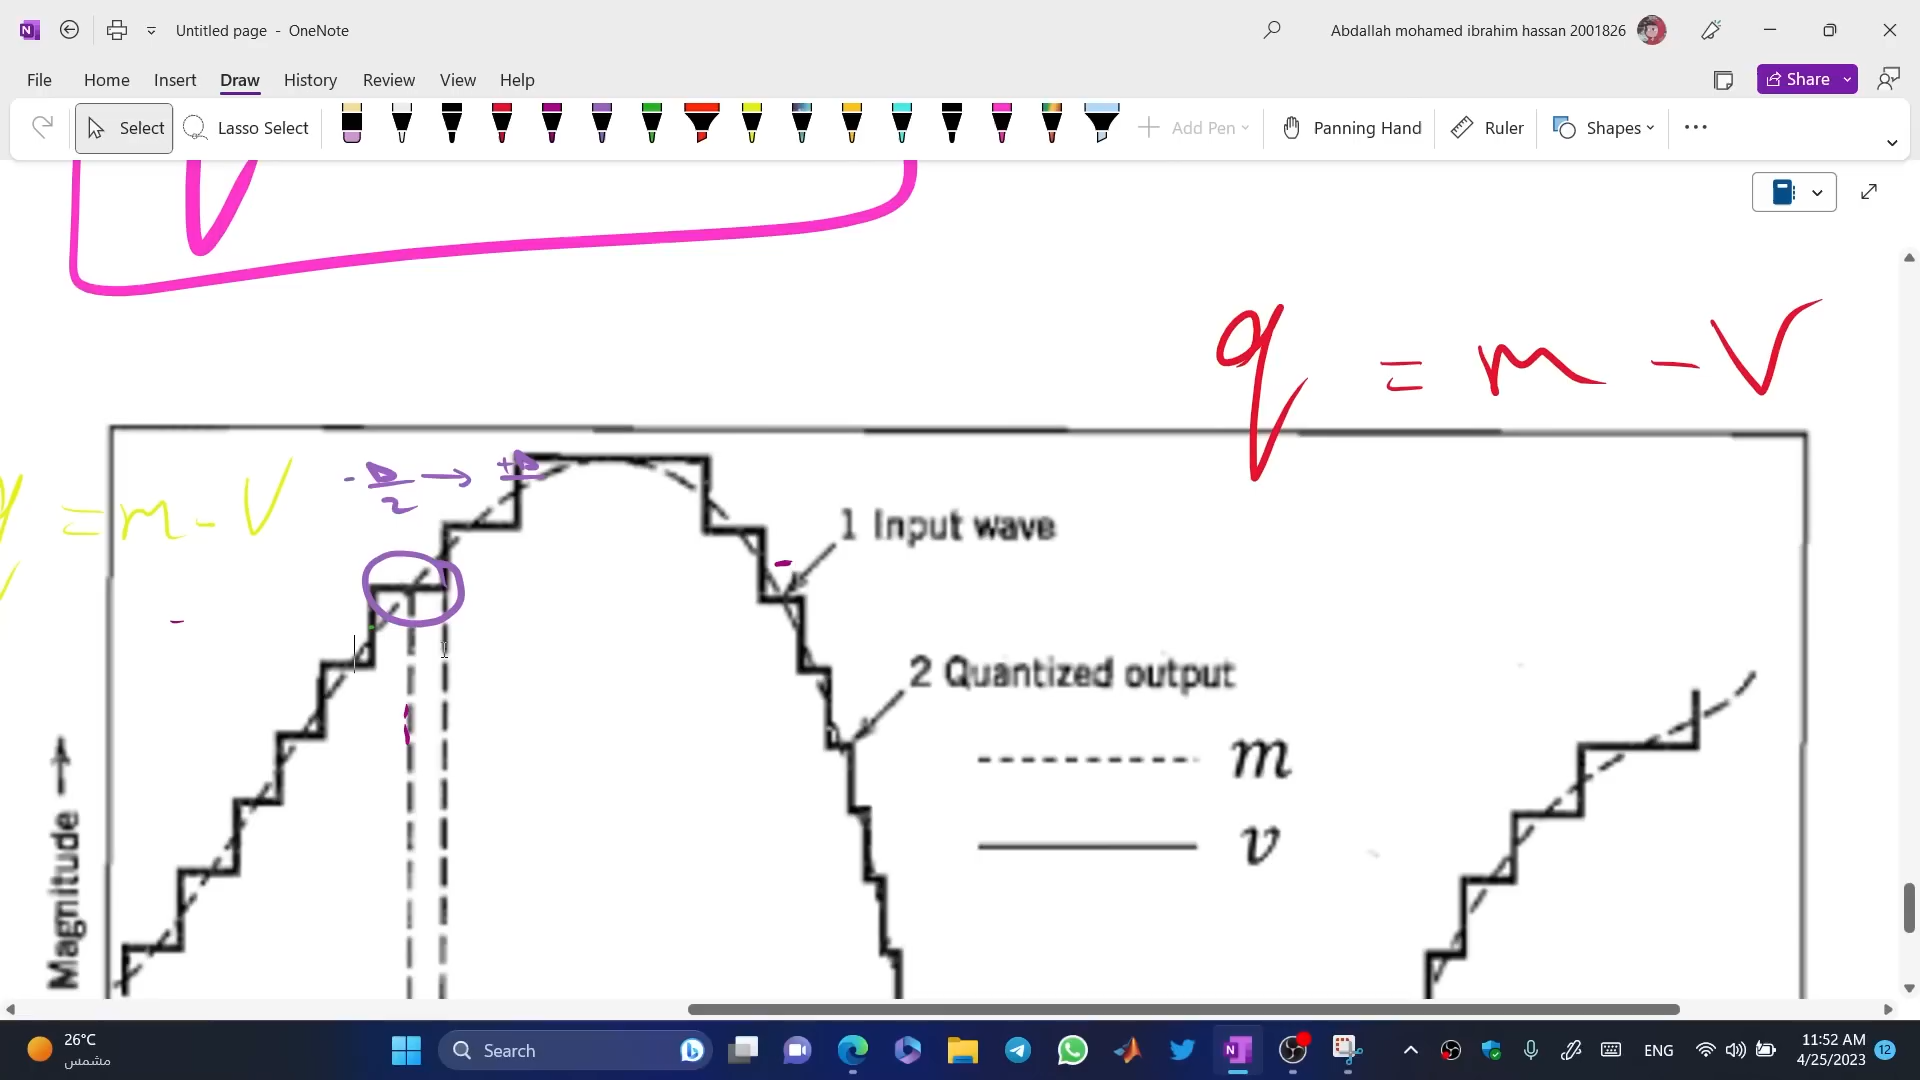 Untitled page - OneNote
Abdallah mohamed ibrahim hassan 2001826
File Home Insert Draw History Review View Help
Share
Select
Lasso Select
Add Pen
Panning Hand
Ruler
Shapes
q = m - v
= m - v
- Δ/2 → + Δ
1 Input wave
2 Quantized output
m
v
Magnitude
26°C
مشمس
Search
ENG
11:52 AM
4/25/2023
12